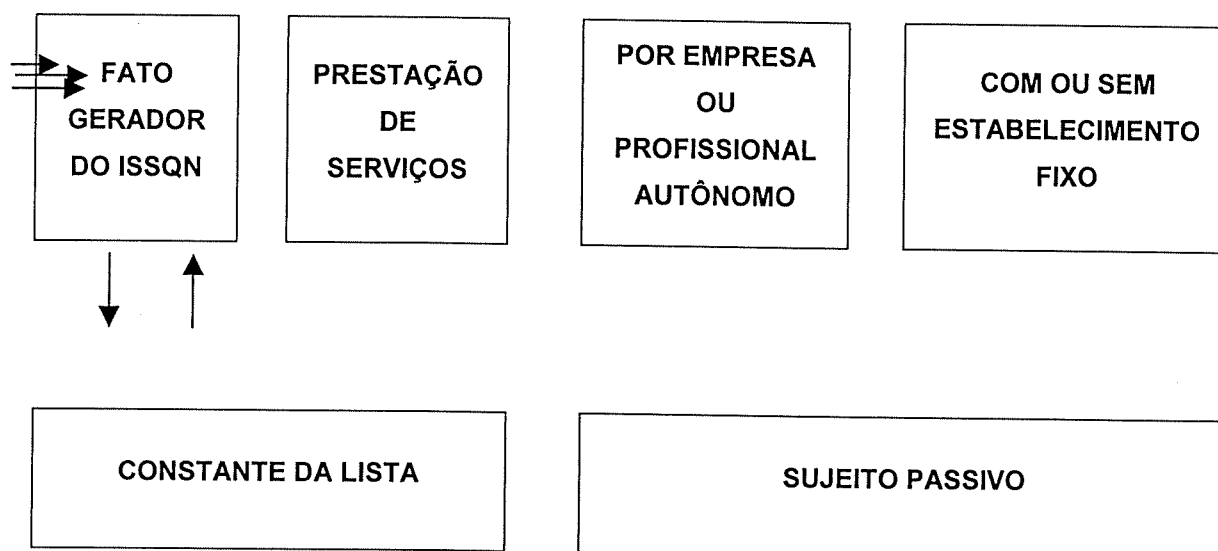 FATO
GERADOR
DO ISSQN
PRESTAÇÃO
DE
SERVIÇOS
POR EMPRESA
OU
PROFISSIONAL
AUTÔNOMO
COM OU SEM
ESTABELECIMENTO
FIXO
CONSTANTE DA LISTA
SUJEITO PASSIVO